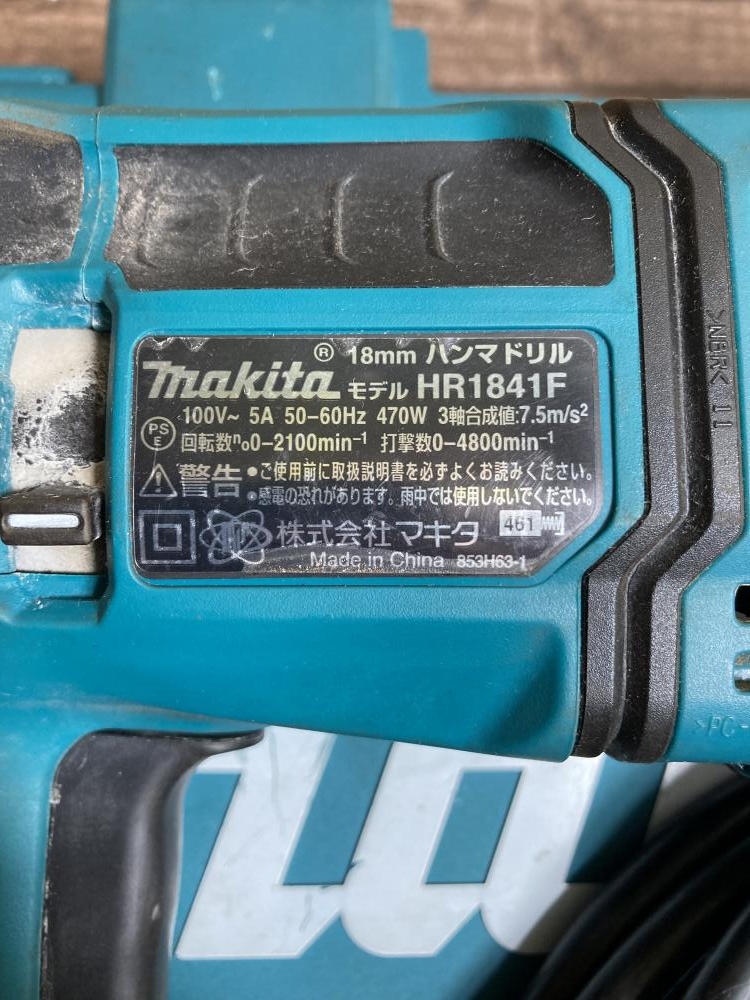 ® 18mm ハンマドリル
makita モデル HR1841F
100V~ 5A 50-60Hz 470W 3軸合成値:7.5m/s²
PS E 回転数n₀0-2100min⁻¹ 打撃数0-4800min⁻¹
警告 •ご使用前に取扱説明書を必ずよくお読みください。
•感電の恐れがあります。雨中では使用しないでください。
株式会社マキタ 461
Made in China 853H63-1